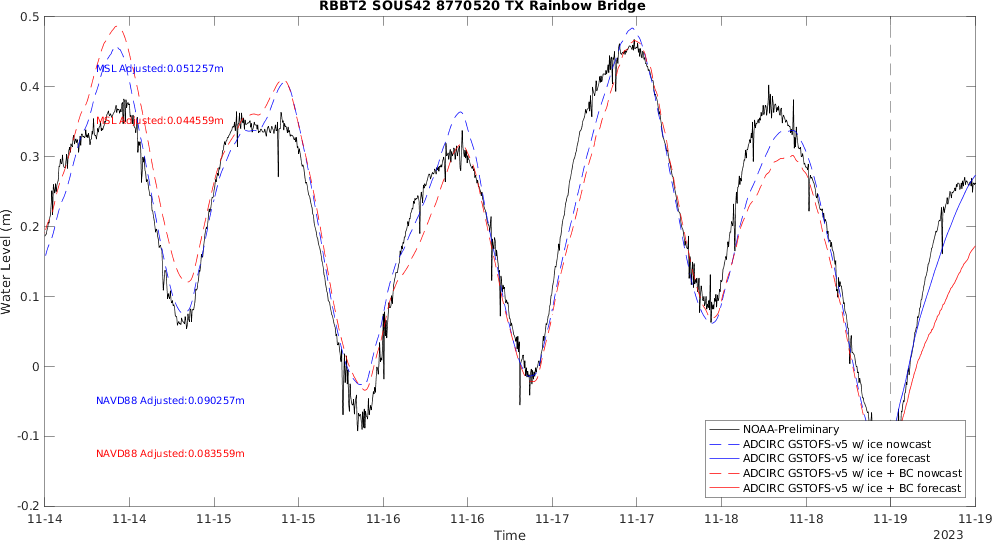 RBBT2 SOUS42 8770520 TX Rainbow Bridge
0.5
0.4
0.3
0.2
0.1
0
-0.1
-0.2
Water Level (m)
MSL Adjusted:0.051257m
MSL Adjusted:0.044559m
NAVD88 Adjusted:0.090257m
NAVD88 Adjusted:0.083559m
NOAA-Preliminary
ADCIRC GSTOFS-v5 w/ ice nowcast
ADCIRC GSTOFS-v5 w/ ice forecast
ADCIRC GSTOFS-v5 w/ ice + BC nowcast
ADCIRC GSTOFS-v5 w/ ice + BC forecast
11-14 11-14 11-15 11-15 11-16 11-16 11-17 11-17 11-18 11-18 11-19 11-19
Time
2023